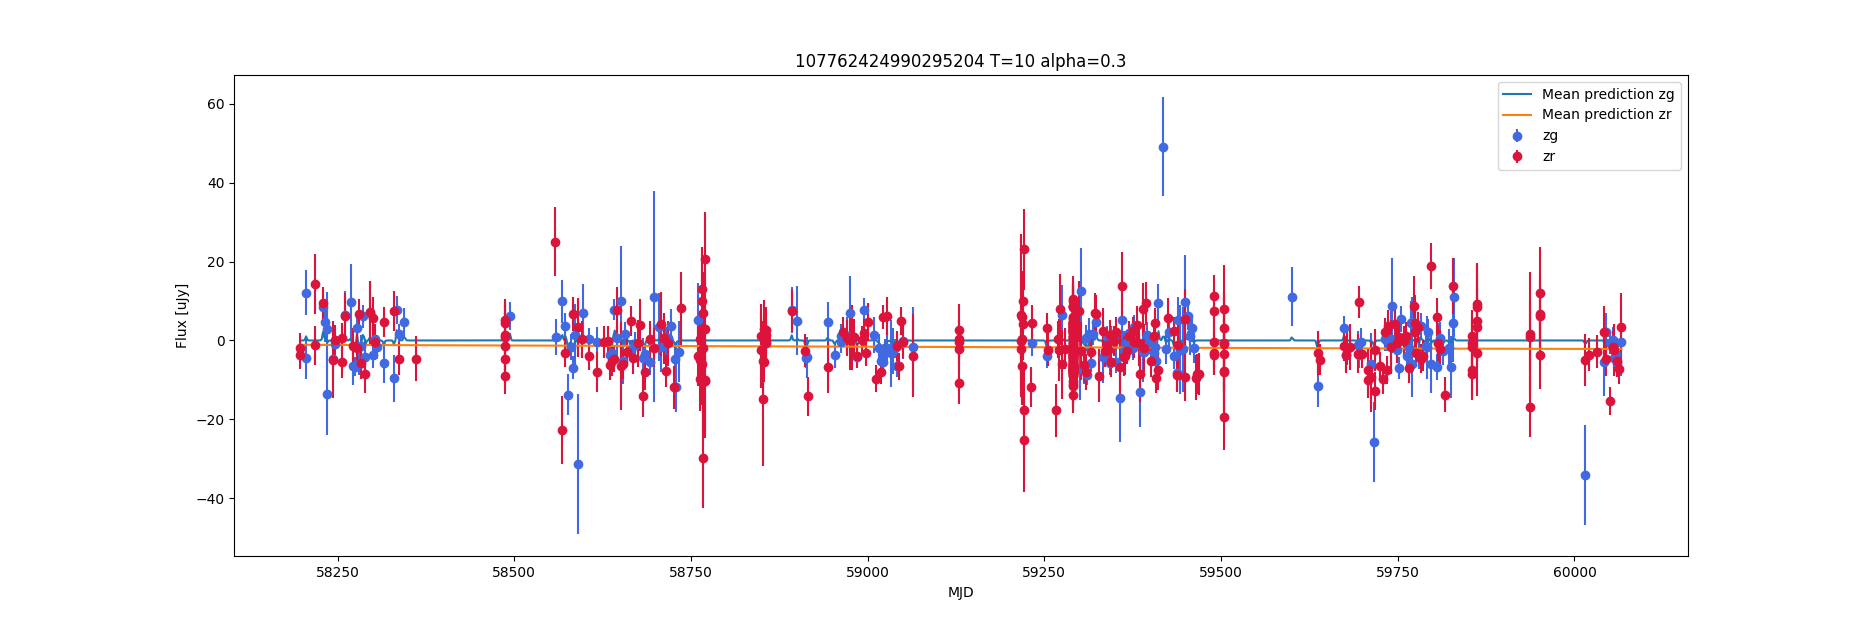 107762424990295204 T=10 alpha=0.3
Flux [uJy]
60
40
20
0
−20
−40
58250
58500
58750
59000
59250
59500
59750
60000
MJD
Mean prediction zg
Mean prediction zr
zg
zr